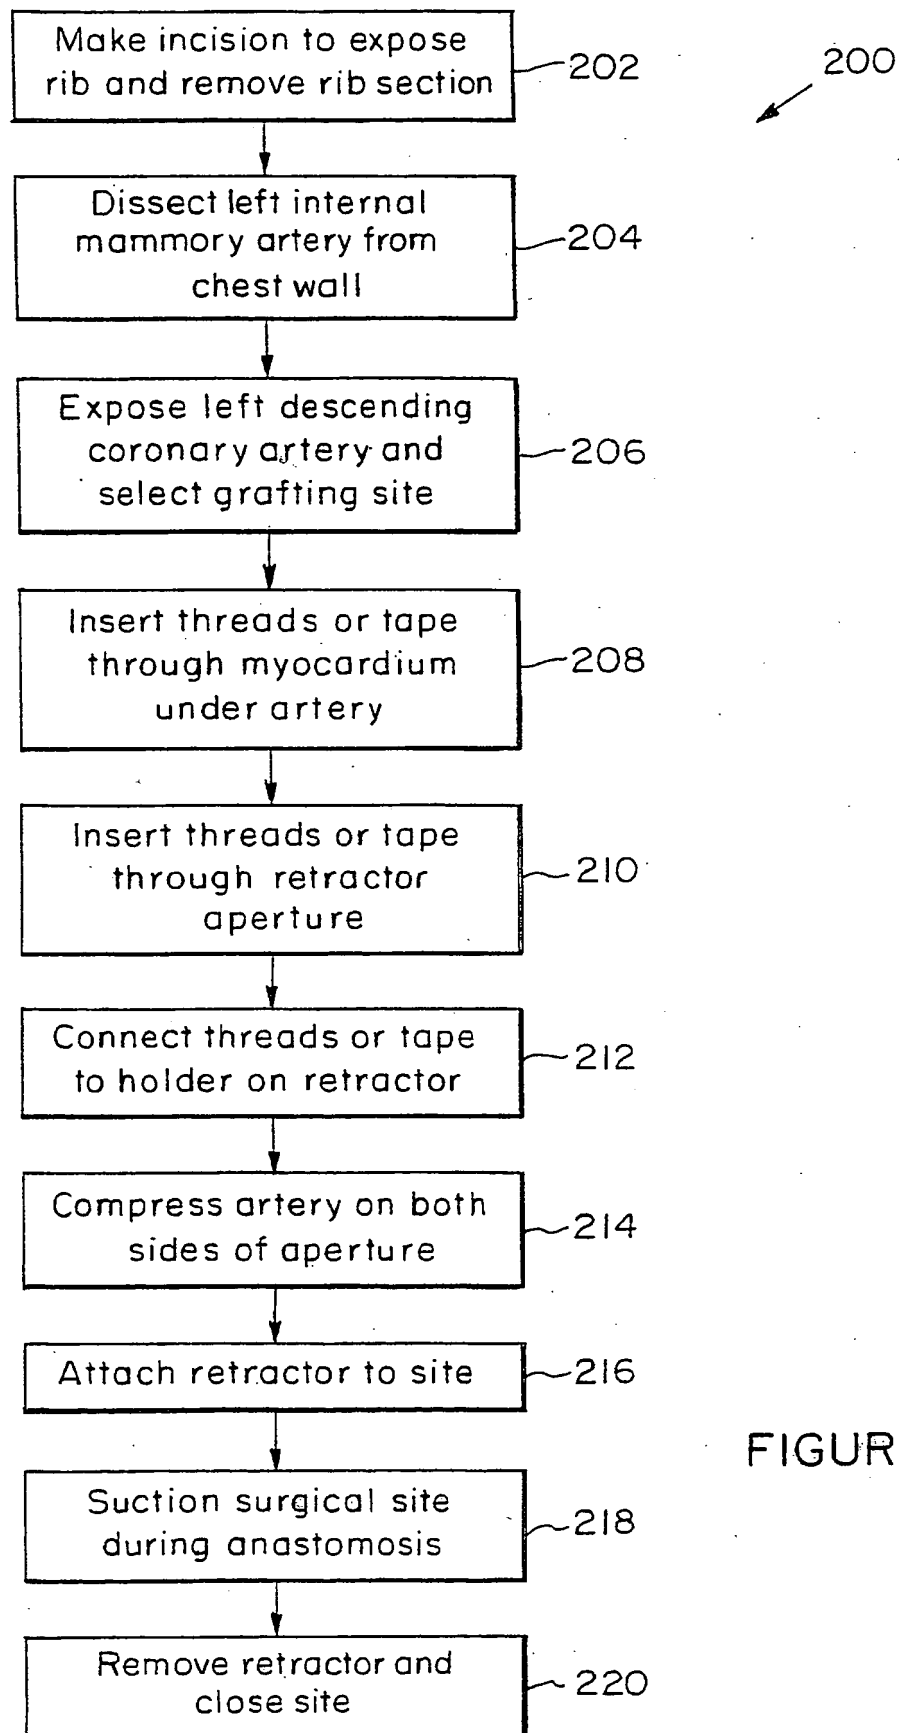 Make incision to expose
rib and remove rib section
202
200
Dissect left internal
mammory artery from
chest wall
204
Expose left descending
coronary artery and
select grafting site
206
Insert threads or tape
through myocardium
under artery
208
Insert threads or tape
through retractor
aperture
210
Connect threads or tape
to holder on retractor
212
Compress artery on both
sides of aperture
214
Attach retractor to site
216
FIGUR
Suction surgical site
during anastomosis
218
Remove retractor and
close site
220